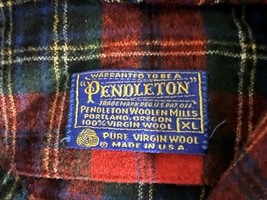 WARRANTED TO BE A
"PENDLETON"
TRADEMARK REG U.S. PAT. OFF.
PENDLETON WOOLEN MILLS
PORTLAND, OREGON
100% VIRGIN WOOL XL
PURE VIRGIN WOOL
MADE IN U.S.A.